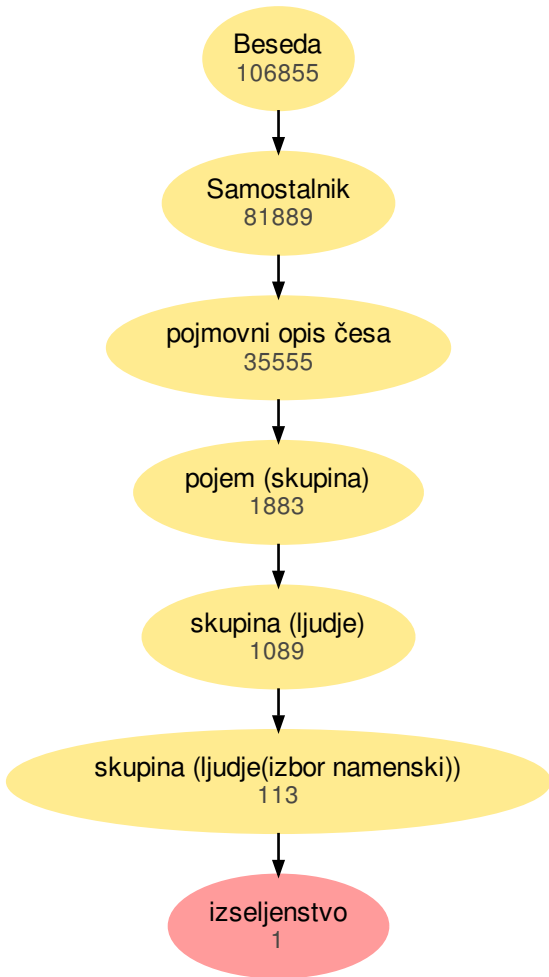 Beseda
106855
Samostalnik
81889
pojmovni opis česa
35555
pojem (skupina)
1883
skupina (ljudje)
1089
skupina (ljudje(izbor namenski))
113
izseljenstvo
1